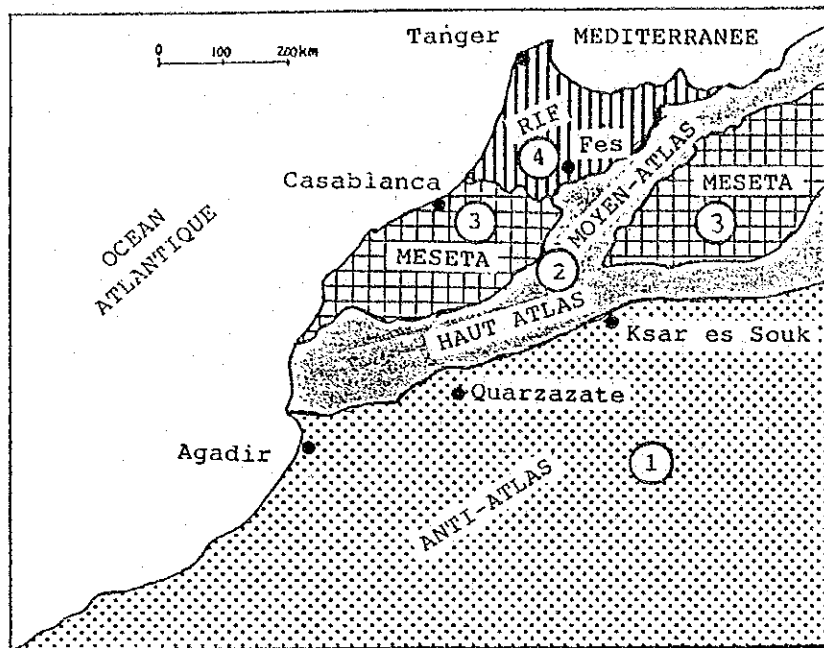 Tanger
MEDITERRANEE
0 100 200km
RIF
4
Fes
MOYEN-ATLAS
Casablanca
MESETA
3
3
OCEAN
ATLANTIQUE
MESETA
2
HAUT ATLAS
Ksar es Souk
Quarzazate
Agadir
1
ANTI-ATLAS